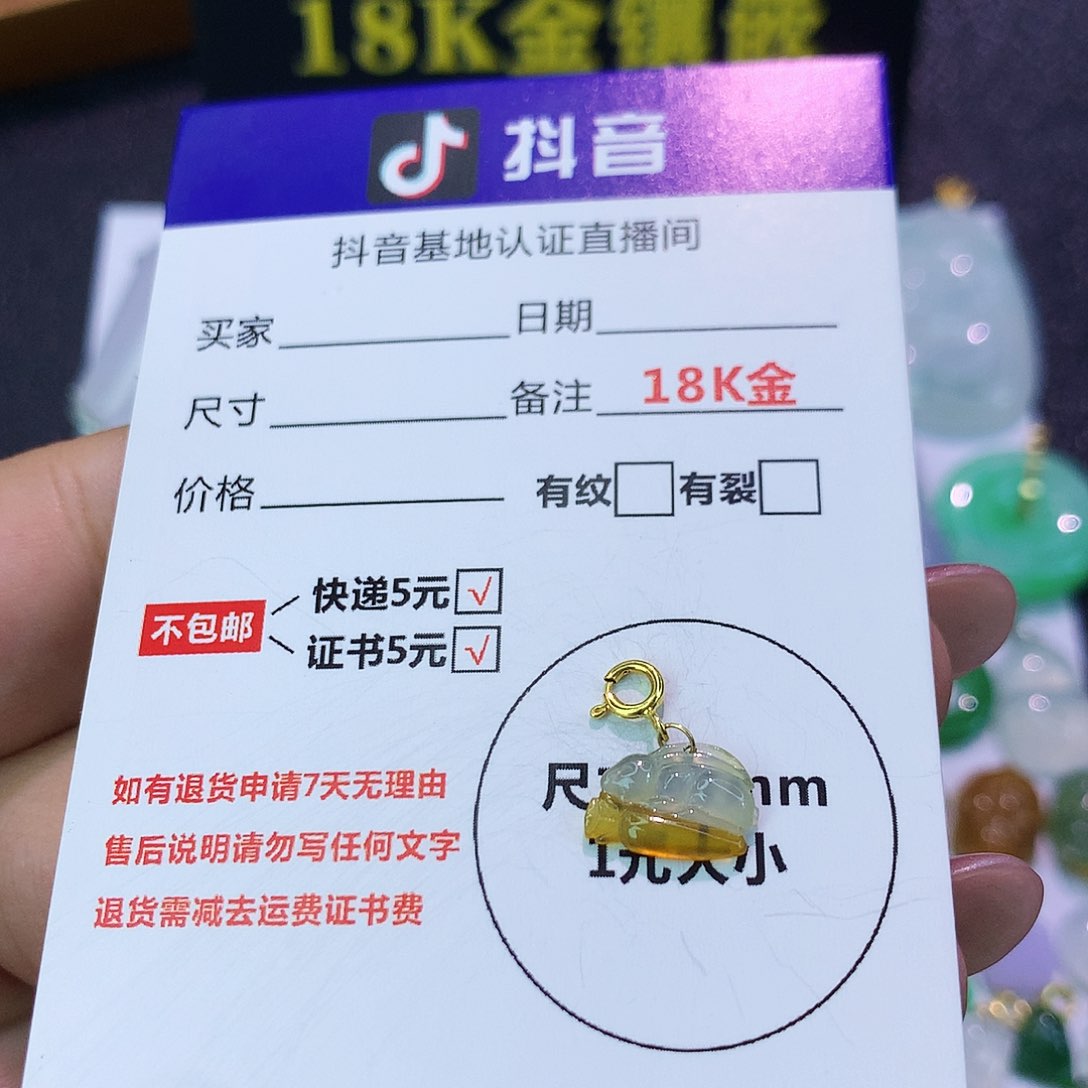 18K金镶嵌
抖音
抖音基地认证直播间
买家 日期
尺寸 备注 18K金
价格 有纹 有裂
不包邮
快递5元 √
证书5元 √
如有退货申请7天无理由
售后说明请勿写任何文字
退货需减去运费证书费
尺 mm
1元大小